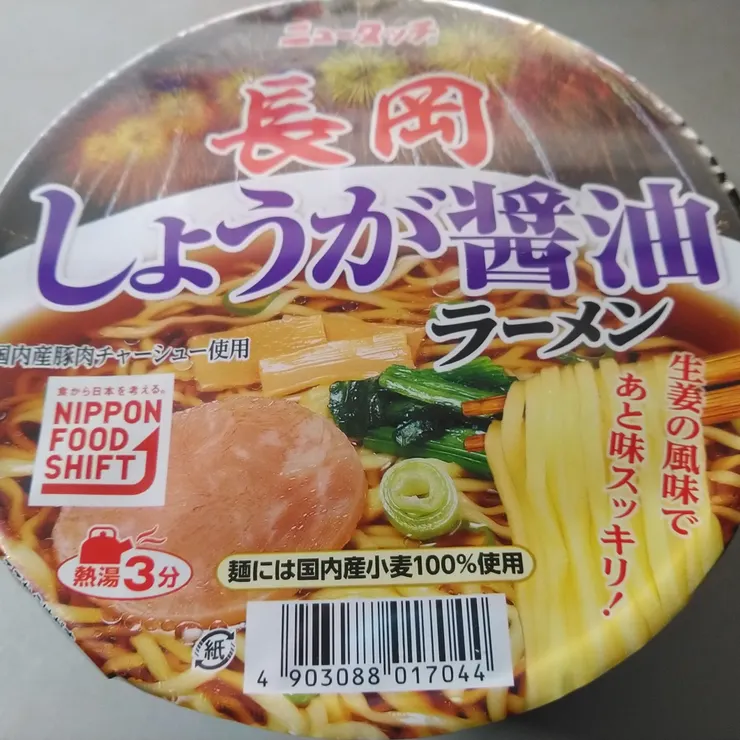 ニュータッチ
長岡
しょうが醤油
ラーメン
国内産豚肉チャーシュー使用
食から日本を考える。
NIPPON
FOOD
SHIFT
生姜の風味で
あと味スッキリ!
熱湯3分
麺には国内産小麦100%使用
紙
4 903088 017044